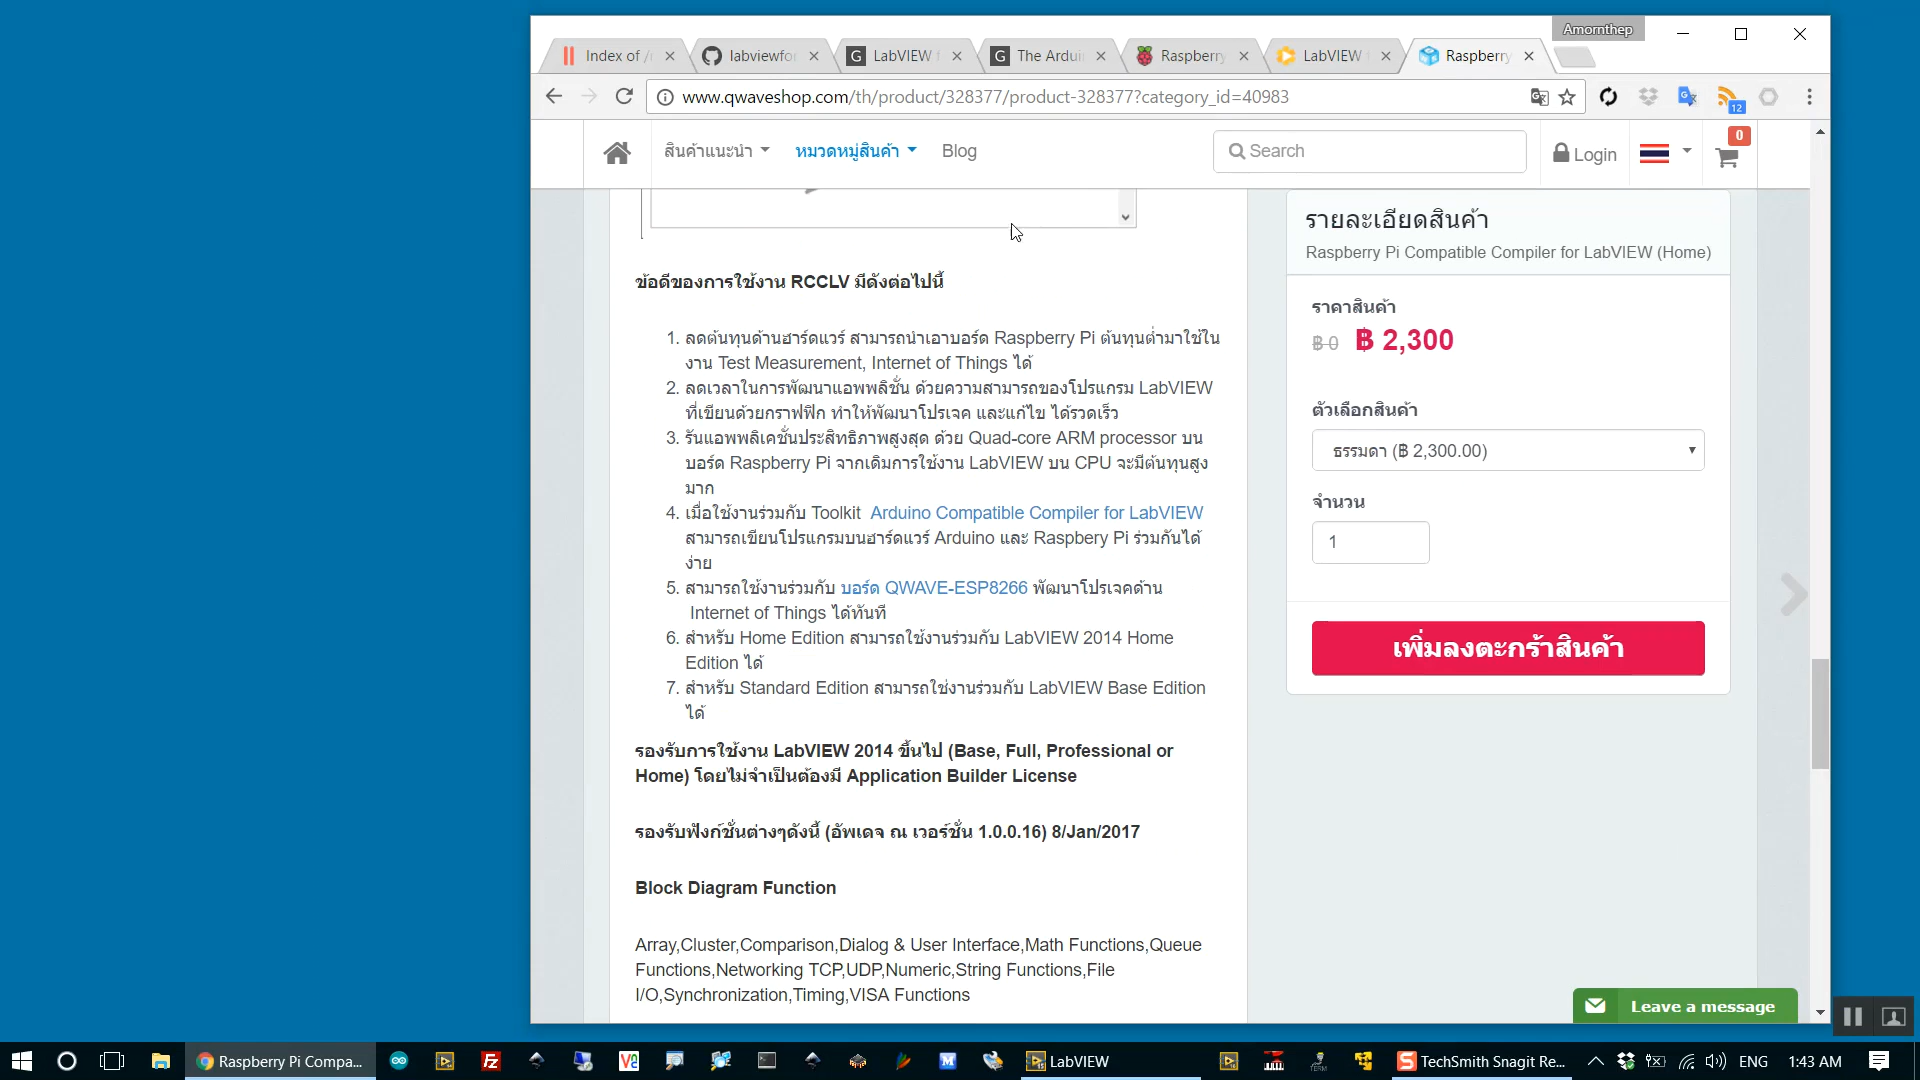 Amornthep
Index of /
labviewfor
LabVIEW f
The Ardui
Raspberry
LabVIEW
Raspberry
www.qwaveshop.com/th/product/328377/product-328377?category_id=40983
12
สินค้าแนะนำ
หมวดหมู่สินค้า
Blog
Search
Login
0
ข้อดีของการใช้งาน RCCLV มีดังต่อไปนี้
1. ลดต้นทุนด้านฮาร์ดแวร์ สามารถนำเอาบอร์ด Raspberry Pi ต้นทุนต่ำมาใช้ใน
งาน Test Measurement, Internet of Things ได้
2. ลดเวลาในการพัฒนาแอพพลิชั่น ด้วยความสามารถของโปรแกรม LabVIEW
ที่เขียนด้วยกราฟฟิก ทำให้พัฒนาโปรเจค และแก้ไข ได้รวดเร็ว
3. รันแอพพลิเคชั่นประสิทธิภาพสูงสุด ด้วย Quad-core ARM processor บน
บอร์ด Raspberry Pi จากเดิมการใช้งาน LabVIEW บน CPU จะมีต้นทุนสูง
มาก
4. เมื่อใช้งานร่วมกับ Toolkit Arduino Compatible Compiler for LabVIEW
สามารถเขียนโปรแกรมบนฮาร์ดแวร์ Arduino และ Raspbery Pi ร่วมกันได้
ง่าย
5. สามารถใช้งานร่วมกับ บอร์ด QWAVE-ESP8266 พัฒนาโปรเจคด้าน
Internet of Things ได้ทันที
6. สำหรับ Home Edition สามารถใช้งานร่วมกับ LabVIEW 2014 Home
Edition ได้
7. สำหรับ Standard Edition สามารถใช่งานร่วมกับ LabVIEW Base Edition
ได้
รองรับการใช้งาน LabVIEW 2014 ขึ้นไป (Base, Full, Professional or
Home) โดยไม่จำเป็นต้องมี Application Builder License
รองรับฟังก์ชั่นต่างๆดังนี้ (อัพเดจ ณ เวอร์ชั่น 1.0.0.16) 8/Jan/2017
Block Diagram Function
Array,Cluster,Comparison,Dialog & User Interface,Math Functions,Queue
Functions,Networking TCP,UDP,Numeric,String Functions,File
I/O,Synchronization,Timing,VISA Functions
รายละเอียดสินค้า
Raspberry Pi Compatible Compiler for LabVIEW (Home)
ราคาสินค้า
฿ 0 ฿ 2,300
ตัวเลือกสินค้า
ธรรมดา (฿ 2,300.00)
จำนวน
1
เพิ่มลงตะกร้าสินค้า
Leave a message
Raspberry Pi Compa...
LabVIEW
TechSmith Snagit Re...
ENG
1:43 AM